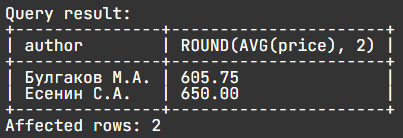 Query result:
+---------------+----------------------+
| author        | ROUND(AVG(price), 2) |
+---------------+----------------------+
| Булгаков М.А. | 605.75               |
| Есенин С.А.   | 650.00               |
+---------------+----------------------+
Affected rows: 2